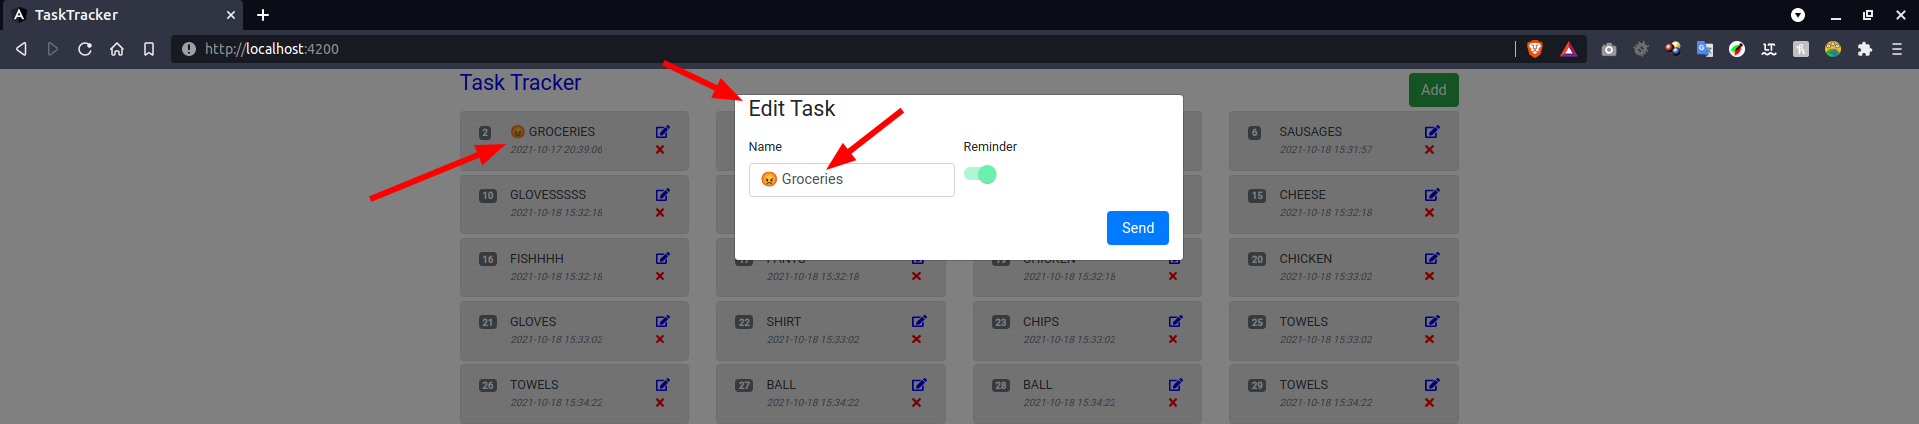 TaskTracker
http://localhost:4200
Task Tracker
Add
Edit Task
Name
Reminder
😡 Groceries
Send
2 😡 GROCERIES
2021-10-17 20:39:06
6 SAUSAGES
2021-10-18 15:31:57
10 GLOVESSSSS
2021-10-18 15:32:18
15 CHEESE
2021-10-18 15:32:18
16 FISHHHH
2021-10-18 15:32:18
17 PANTS
2021-10-18 15:32:18
19 CHICKEN
2021-10-18 15:32:18
20 CHICKEN
2021-10-18 15:33:02
21 GLOVES
2021-10-18 15:33:02
22 SHIRT
2021-10-18 15:33:02
23 CHIPS
2021-10-18 15:33:02
25 TOWELS
2021-10-18 15:33:02
26 TOWELS
2021-10-18 15:34:22
27 BALL
2021-10-18 15:34:22
28 BALL
2021-10-18 15:34:22
29 TOWELS
2021-10-18 15:34:22